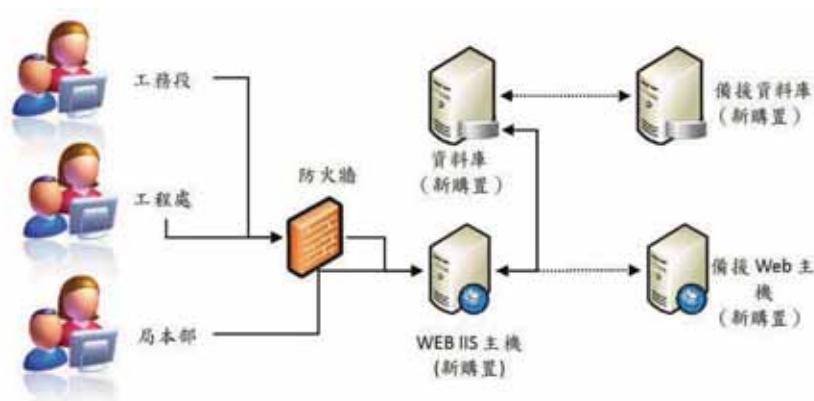 工務段
工程處
局本部
防火牆
資料庫
（新購置）
備援資料庫
（新購置）
WEB IIS 主機
(新購置)
備援 Web 主
機
（新購置）